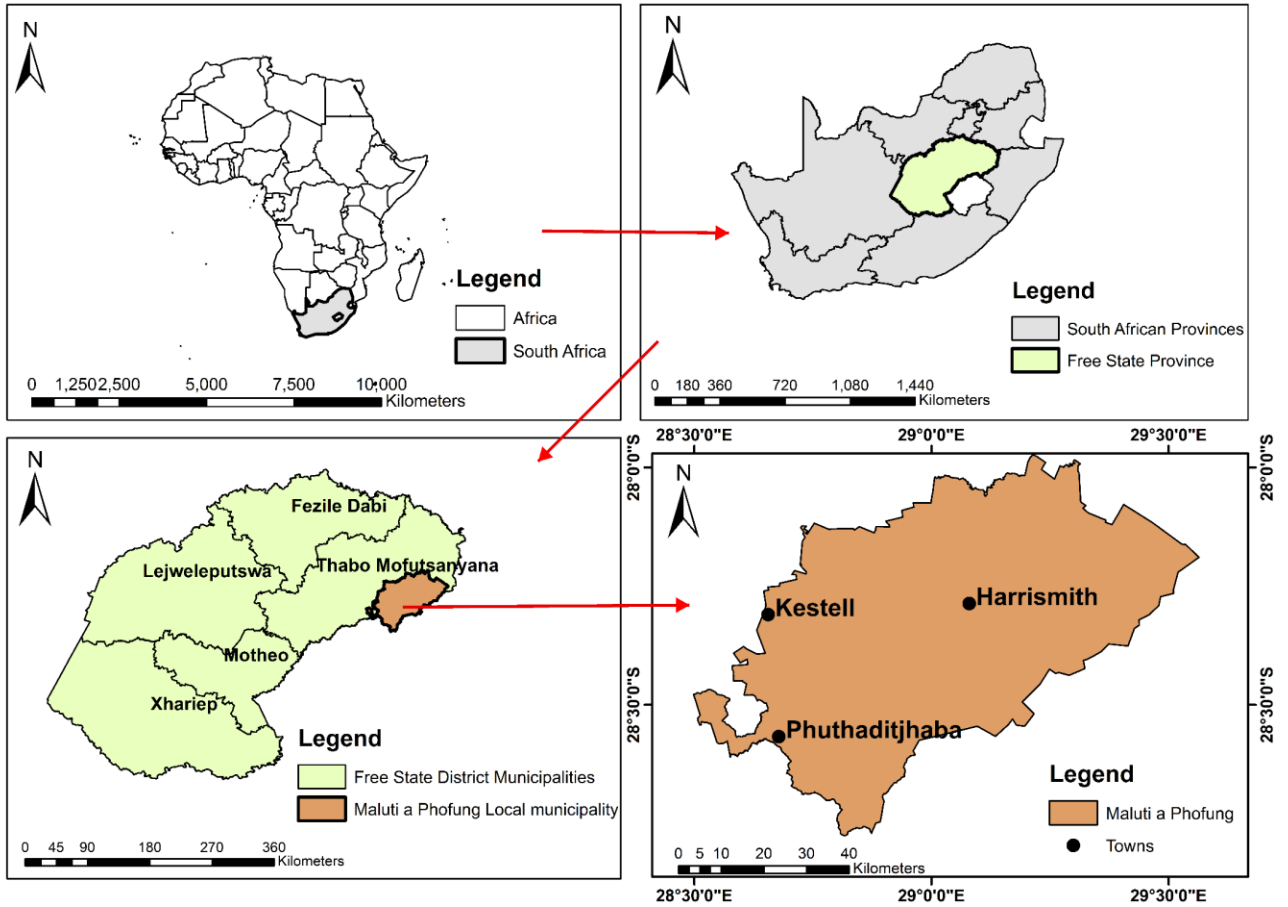 N
Legend
Africa
South Africa
0 1,250 2,500 5,000 7,500 10,000
Kilometers
N
Legend
South African Provinces
Free State Province
0 180 360 720 1,080 1,440
Kilometers
N
Fezile Dabi
Thabo Mofutsanyana
Lejweleputswa
Motheo
Xhariep
Legend
Free State District Municipalities
Maluti a Phofung Local municipality
0 45 90 180 270 360
Kilometers
28°30'0"E 29°0'0"E 29°30'0"E
28°0'0"S
28°0'0"S
N
Kestell
Harrismith
28°30'0"S
28°30'0"S
Phuthaditjhaba
Legend
Maluti a Phofung
Towns
0 5 10 20 30 40
Kilometers
28°30'0"E 29°0'0"E 29°30'0"E